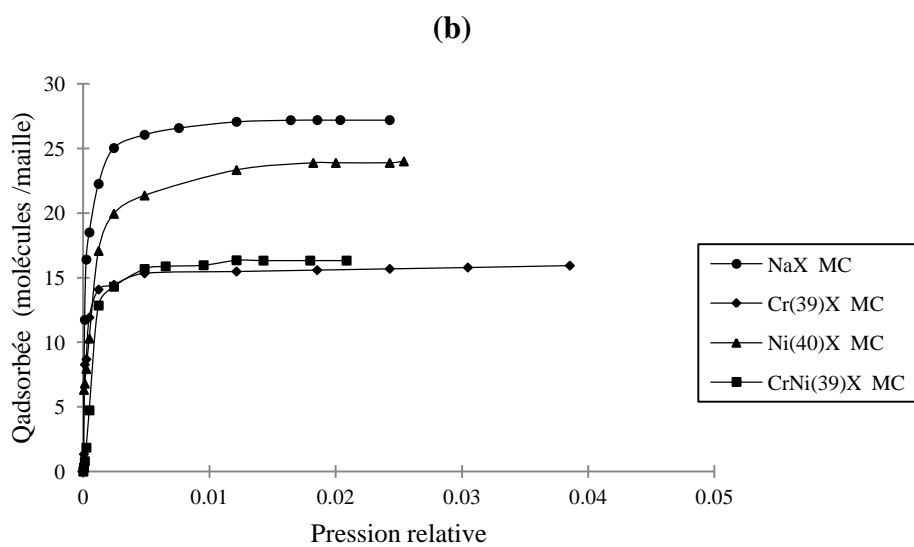 (b)
30
25
20
15
10
5
0
Qadsorbée (molécules /maille)
0
0.01
0.02
0.03
0.04
0.05
Pression relative
NaX MC
Cr(39)X MC
Ni(40)X MC
CrNi(39)X MC